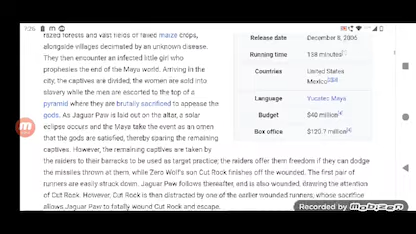 7:26
razed forests and vast fields of failed maize crops,
alongside villages decimated by an unknown disease.
They then encounter an infected little girl who
prophesies the end of the Maya world. Arriving in the
city, the captives are divided, the women are sold into
slavery while the men are escorted to the top of a
pyramid where they are brutally sacrificed to appease the
gods. As Jaguar Paw is laid out on the altar, a solar
eclipse occurs and the Maya take the event as an omen
that the gods are satisfied, thereby sparing the remaining
captives. However, the remaining captives are taken by
the raiders to their barracks to be used as target practice; the raiders offer them freedom if they can dodge
the missiles thrown at them, while Zero Wolf's son Cut Rock finishes off the wounded. The first pair of
runners are easily struck down. Jaguar Paw follows thereafter, and is also wounded, drawing the attention
of Cut Rock. However, Cut Rock is then distracted by one of the earlier wounded runners, whose sacrifice
allows Jaguar Paw to fatally wound Cut Rock and escape.
Release date December 8, 2006
Running time 138 minutes
Countries United States
Mexico
Language Yucatec Maya
Budget $40 million
Box office $120.7 million
Recorded by
MOBIZEN